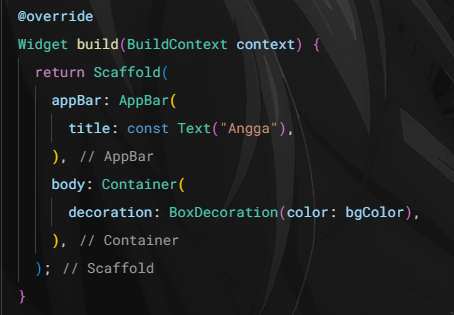 @override
Widget build(BuildContext context) {
return Scaffold(
appBar: AppBar(
title: const Text("Angga"),
), // AppBar
body: Container(
decoration: BoxDecoration(color: bgColor),
), // Container
); // Scaffold
}